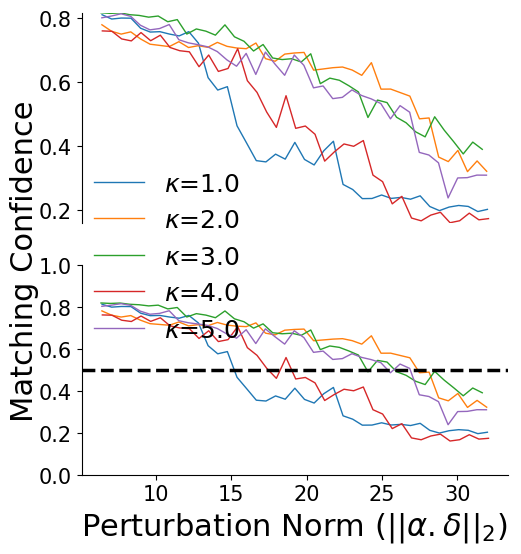 0.8
0.6
0.4
0.2
κ=1.0
κ=2.0
κ=3.0
κ=4.0
κ=5.0
Matching Confidence
1.0
0.8
0.6
0.4
0.2
0.0
10 15 20 25 30
Perturbation Norm (||α.δ||₂)